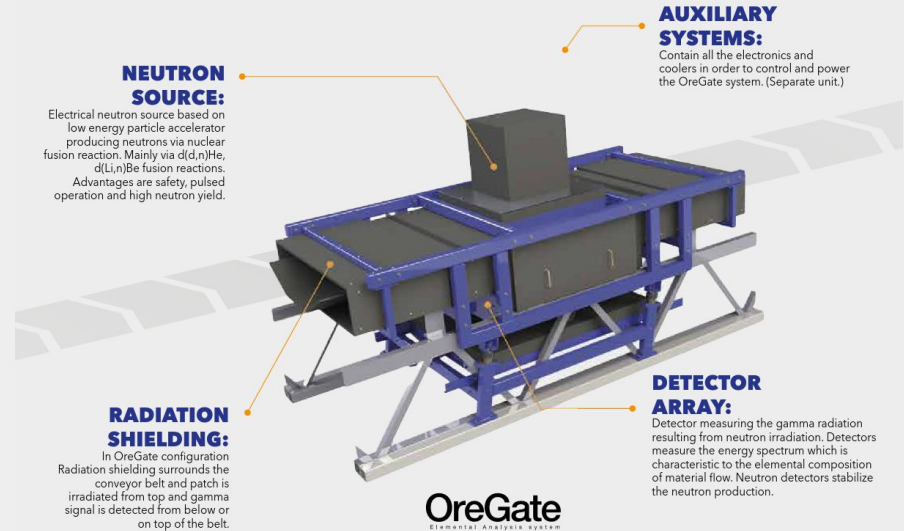 AUXILIARY
SYSTEMS:
Contain all the electronics and
coolers in order to control and power
the OreGate system. (Separate unit.)
NEUTRON
SOURCE:
Electrical neutron source based on
low energy particle accelerator
producing neutrons via nuclear
fusion reaction. Mainly via d(d,n)He,
d(Li,n)Be fusion reactions.
Advantages are safety, pulsed
operation and high neutron yield.
RADIATION
SHIELDING:
In OreGate configuration
Radiation shielding surrounds the
conveyor belt and patch is
irradiated from top and gamma
signal is detected from below or
on top of the belt.
DETECTOR
ARRAY:
Detector measuring the gamma radiation
resulting from neutron irradiation. Detectors
measure the energy spectrum which is
characteristic to the elemental composition
of material flow. Neutron detectors stabilize
the neutron production.
OreGate
Elemental Analysis system